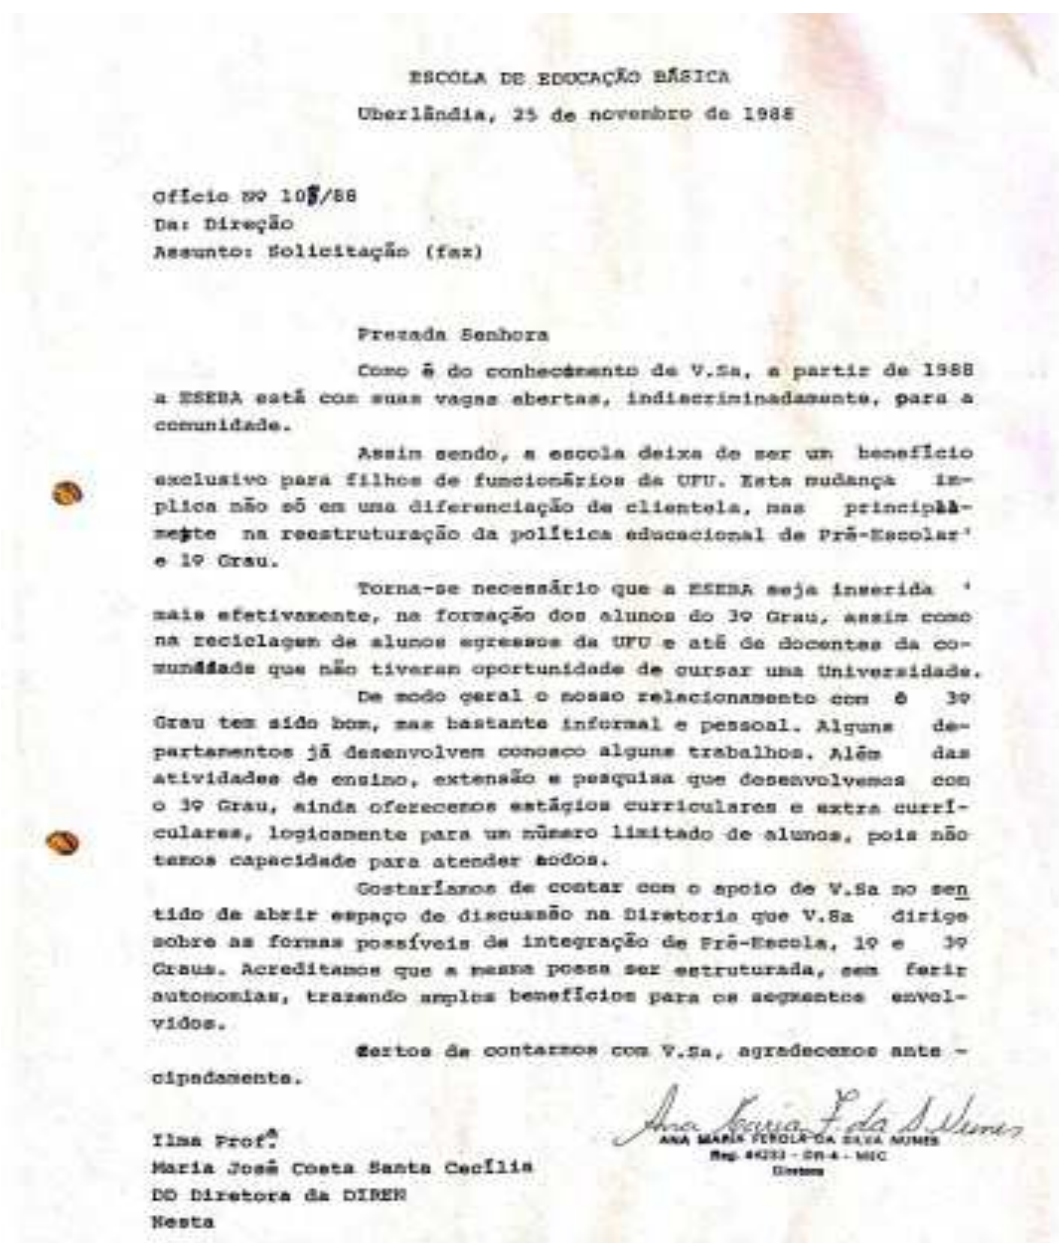 ESCOLA DE EDUCAÇÃO BÁSICA
Uberlândia, 25 de novembro de 1988
Ofício Nº 108/88
Da: Direção
Assunto: Solicitação (faz)
Prezada Senhora
Como é do conhecimento de V.Sa, a partir de 1988
a ESEBA está com suas vagas abertas, indiscriminadamente, para a
comunidade.
Assim sendo, a escola deixa de ser um benefício
exclusivo para filhos de funcionários da UFU. Esta mudança im-
plica não só em uma diferenciação de clientela, mas principal-
mente na reestruturação da política educacional de Pré-Escolar'
e 1º Grau.
Torna-se necessário que a ESEBA seja inserida '
mais efetivamente, na formação dos alunos do 3º Grau, assim como
na reciclagem de alunos egressos da UFU e até de docentes da co-
munidade que não tiveram oportunidade de cursar uma Universidade.
De modo geral o nosso relacionamento com o 3º
Grau tem sido bom, mas bastante informal e pessoal. Alguns de-
partamentos já desenvolvem conosco alguns trabalhos. Além das
atividades de ensino, extensão e pesquisa que desenvolvemos com
o 3º Grau, ainda oferecemos estágios curriculares e extra currí-
culares, logicamente para um número limitado de alunos, pois não
temos capacidade para atender todos.
Gostaríamos de contar com o apoio de V.Sa no sen
tido de abrir espaço de discussão na Diretoria que V.Sa dirige
sobre as formas possíveis de integração de Pré-Escola, 1º e 3º
Graus. Acreditamos que a mesma possa ser estruturada, sem ferir
autonomias, trazendo amplos benefícios para os segmentos envol-
vidos.
Certos de contarmos com V.Sa, agradecemos ante -
cipadamente.
Ana Maria F. da S. Nunes
ANA MARIA FEROLA DA SILVA NUNES
Reg. MEC
Diretora
Ilma Profª
Maria José Costa Santa Cecília
DD Diretora da DIREN
Nesta